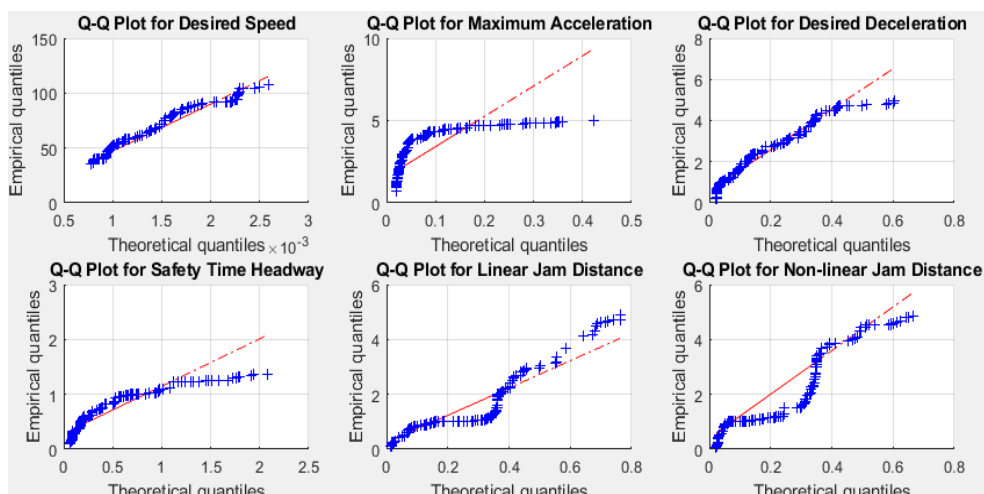 Q-Q Plot for Desired Speed
Q-Q Plot for Maximum Acceleration
Q-Q Plot for Desired Deceleration
Empirical quantiles
150
100
50
0
0.5 1 1.5 2 2.5 3
Theoretical quantiles ×10⁻³
Empirical quantiles
10
5
0
0 0.1 0.2 0.3 0.4 0.5
Theoretical quantiles
Empirical quantiles
8
6
4
2
0
0 0.2 0.4 0.6 0.8
Theoretical quantiles
Q-Q Plot for Safety Time Headway
Q-Q Plot for Linear Jam Distance
Q-Q Plot for Non-linear Jam Distance
Empirical quantiles
3
2
1
0
0 0.5 1 1.5 2 2.5
Theoretical quantiles
Empirical quantiles
6
4
2
0
0 0.2 0.4 0.6 0.8
Theoretical quantiles
Empirical quantiles
6
4
2
0
0 0.2 0.4 0.6 0.8
Theoretical quantiles